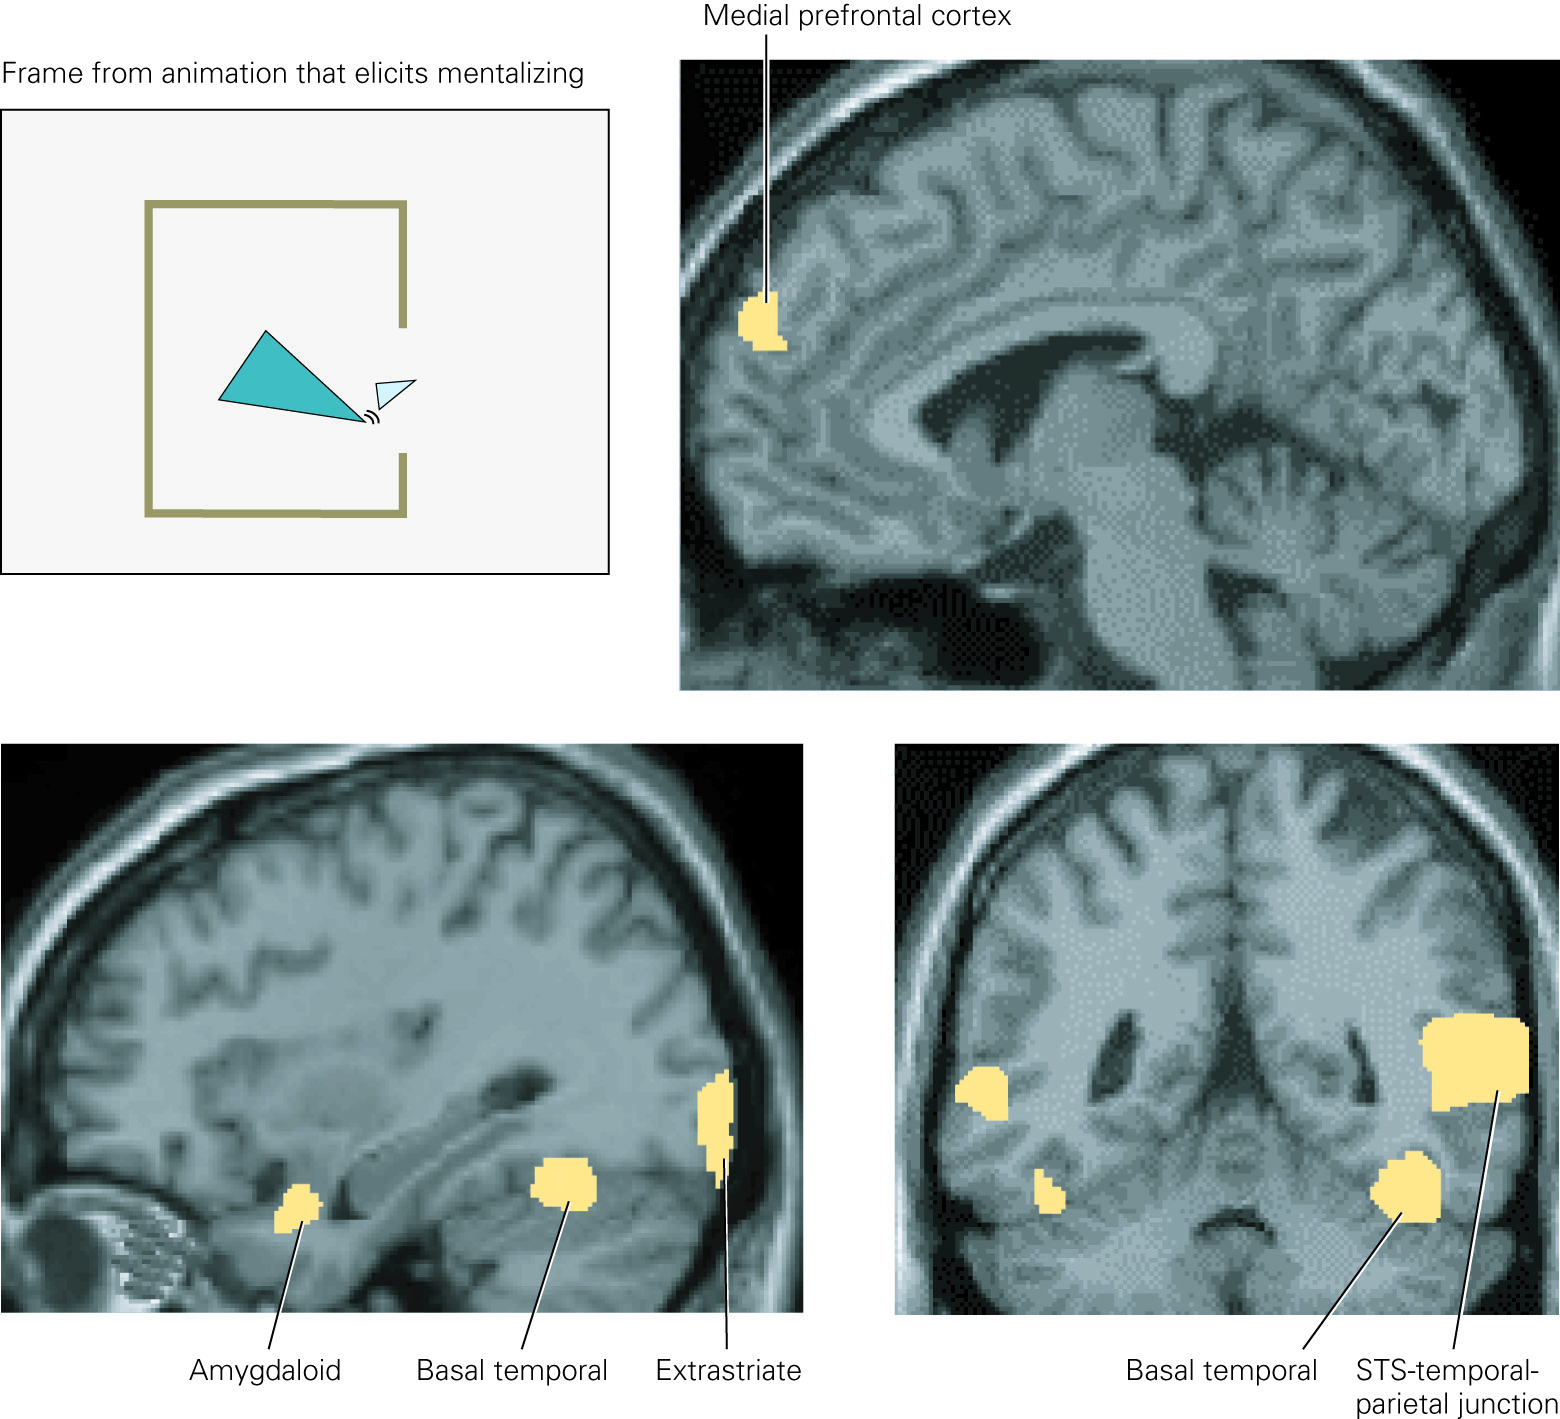 Medial prefrontal cortex
Frame from animation that elicits mentalizing
Amygdaloid
Basal temporal
Extrastriate
Basal temporal
STS-temporal-
parietal junction